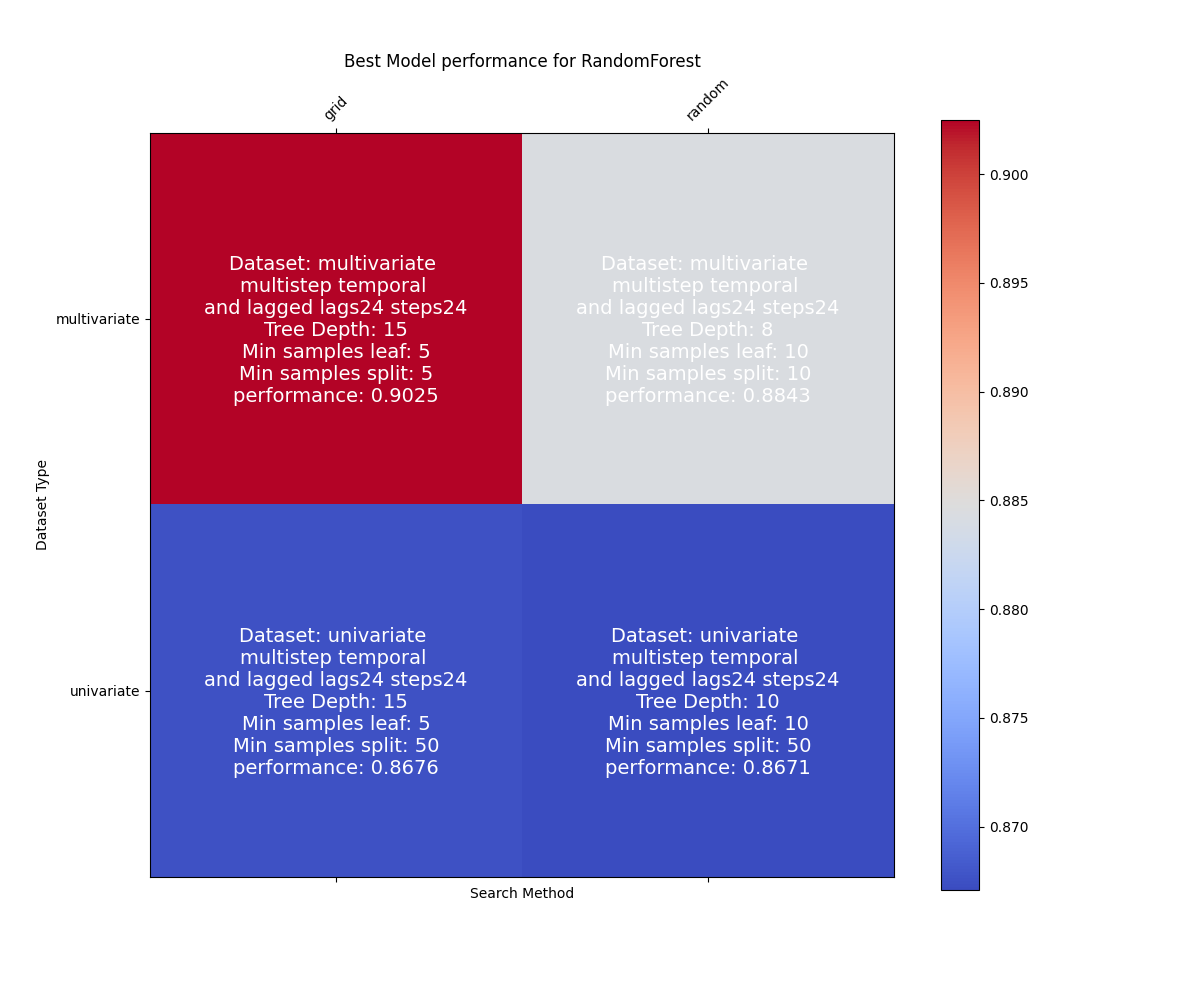 Best Model performance for RandomForest
grid
random
Dataset: multivariate
multistep temporal
and lagged lags24 steps24
Tree Depth: 15
Min samples leaf: 5
Min samples split: 5
performance: 0.9025
Dataset: multivariate
multistep temporal
and lagged lags24 steps24
Tree Depth: 8
Min samples leaf: 10
Min samples split: 10
performance: 0.8843
multivariate
Dataset Type
univariate
Dataset: univariate
multistep temporal
and lagged lags24 steps24
Tree Depth: 15
Min samples leaf: 5
Min samples split: 50
performance: 0.8676
Dataset: univariate
multistep temporal
and lagged lags24 steps24
Tree Depth: 10
Min samples leaf: 10
Min samples split: 50
performance: 0.8671
Search Method
0.900
0.895
0.890
0.885
0.880
0.875
0.870